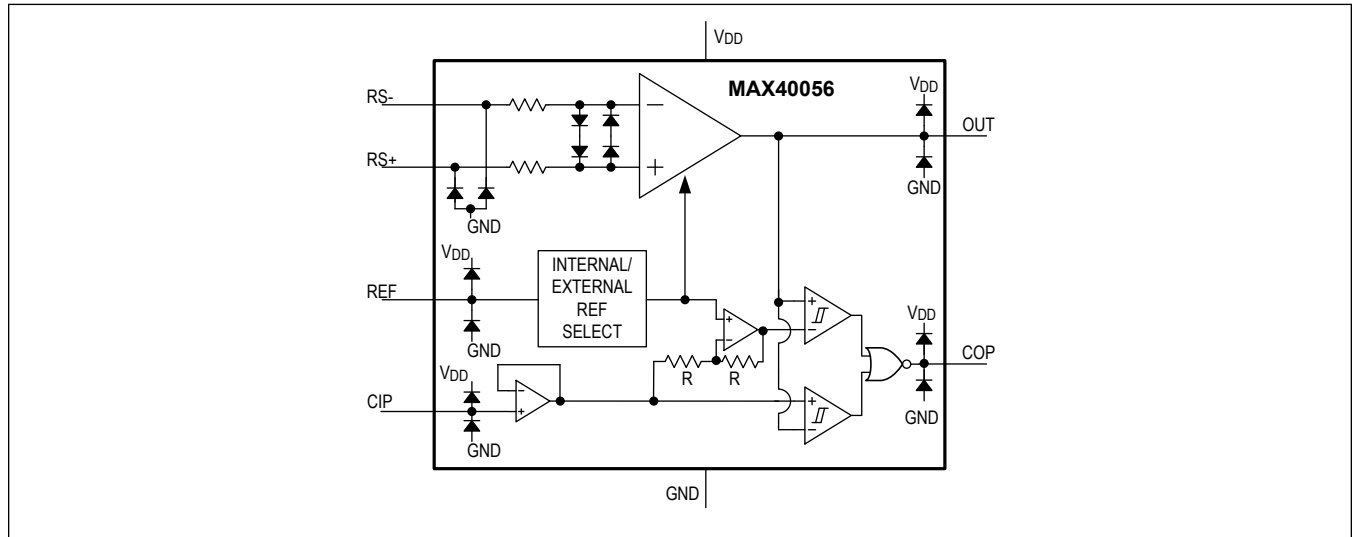 VDD
MAX40056
RS-
RS+
GND
VDD
OUT
GND
VDD
REF
GND
INTERNAL/
EXTERNAL
REF
SELECT
+
-
R
R
+
-
+
-
VDD
COP
GND
VDD
CIP
GND
-
+
−
+
GND